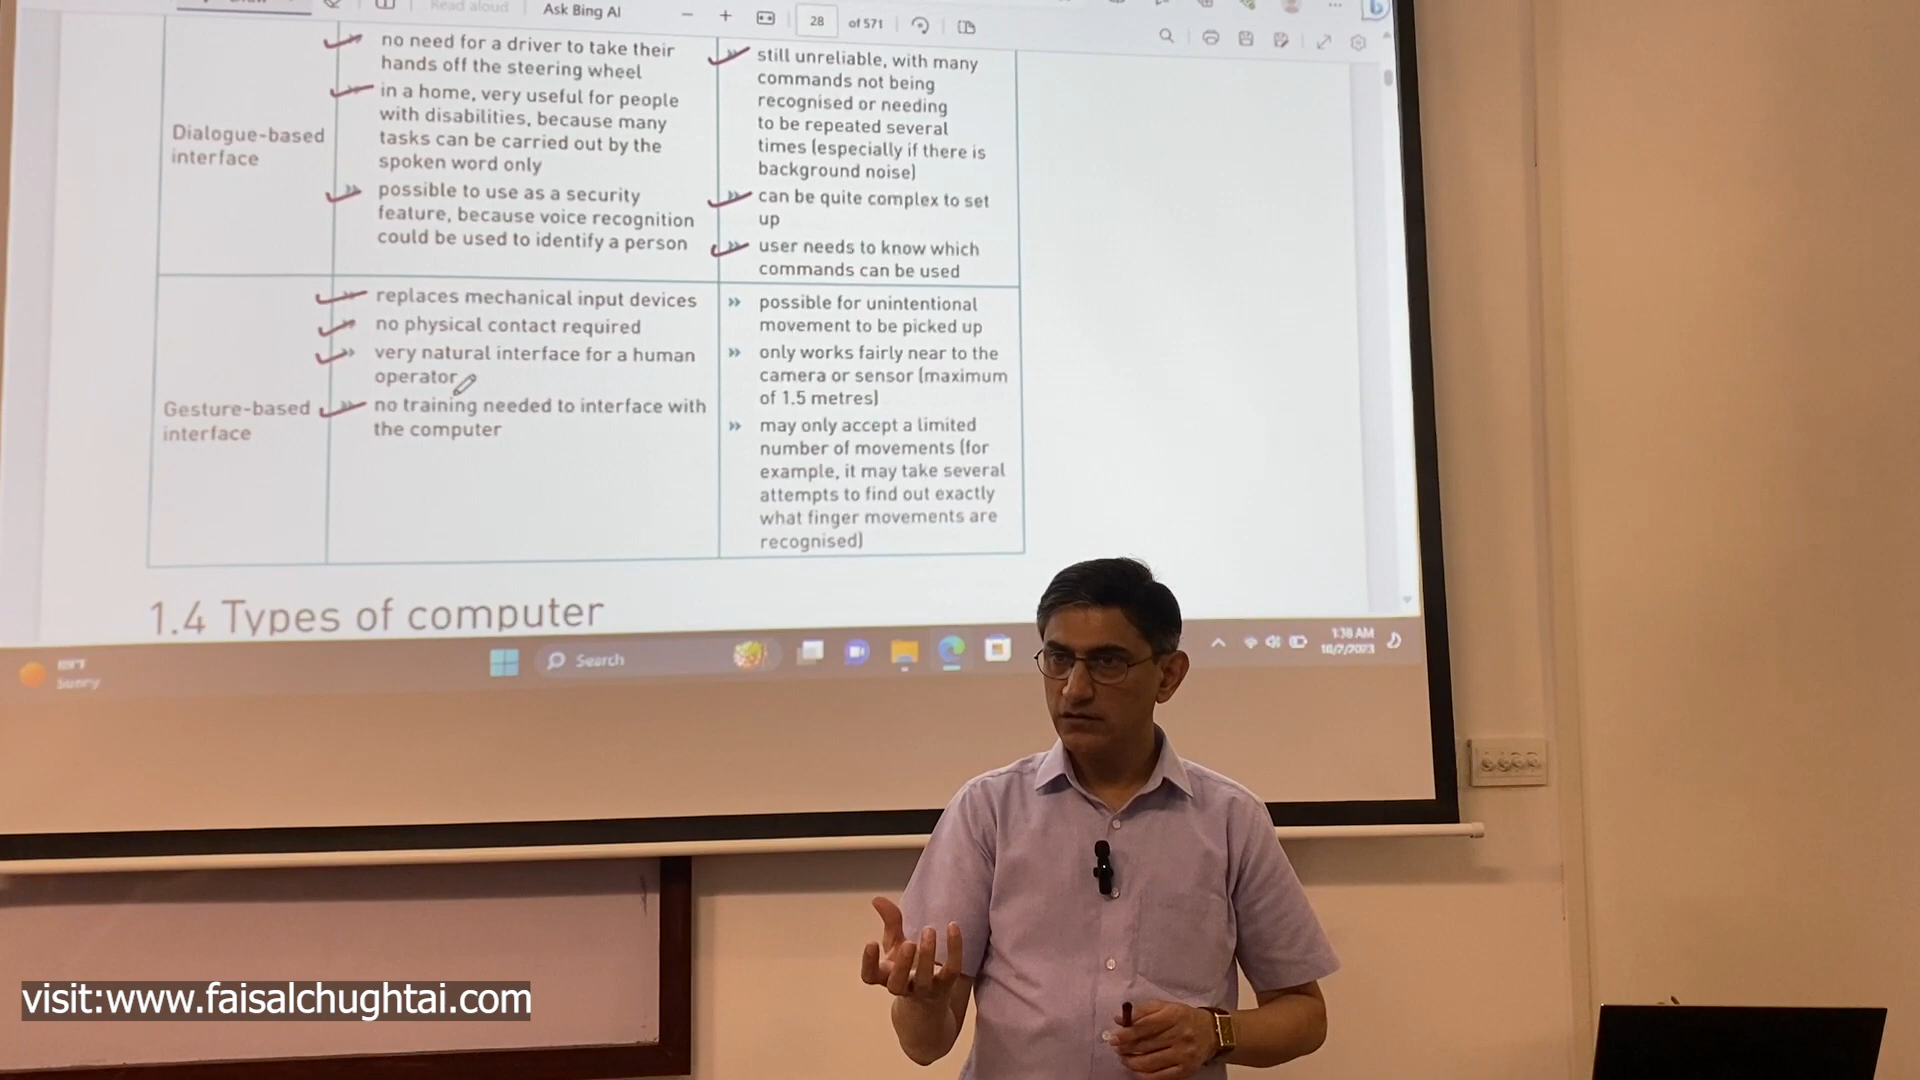 Read aloud
Ask Bing AI
28
of 571
Dialogue-based
interface
» no need for a driver to take their
hands off the steering wheel
» in a home, very useful for people
with disabilities, because many
tasks can be carried out by the
spoken word only
» possible to use as a security
feature, because voice recognition
could be used to identify a person
» still unreliable, with many
commands not being
recognised or needing
to be repeated several
times (especially if there is
background noise)
» can be quite complex to set
up
» user needs to know which
commands can be used
Gesture-based
interface
» replaces mechanical input devices
» no physical contact required
» very natural interface for a human
operator
» no training needed to interface with
the computer
» possible for unintentional
movement to be picked up
» only works fairly near to the
camera or sensor (maximum
of 1.5 metres)
» may only accept a limited
number of movements (for
example, it may take several
attempts to find out exactly
what finger movements are
recognised)
1.4 Types of computer
Sunny
Search
1:38 AM
10/7/2023
visit:www.faisalchughtai.com